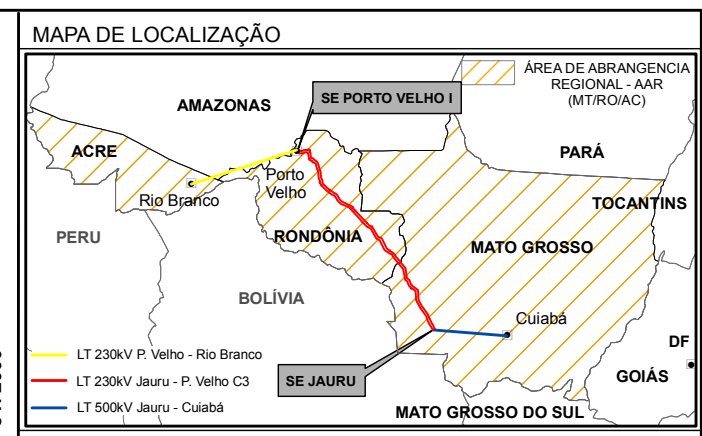 MAPA DE LOCALIZAÇÃO
ÁREA DE ABRANGENCIA
REGIONAL - AAR
(MT/RO/AC)
SE PORTO VELHO I
AMAZONAS
ACRE
PARÁ
Porto
Velho
Rio Branco
TOCANTINS
PERU
RONDÔNIA
MATO GROSSO
BOLÍVIA
Cuiabá
DF
LT 230kV P. Velho - Rio Branco
LT 230kV Jauru - P. Velho C3
LT 500kV Jauru - Cuiabá
SE JAURU
GOIÁS
MATO GROSSO DO SUL